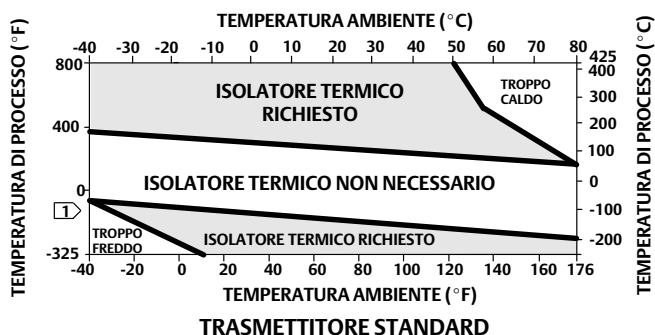 TEMPERATURA AMBIENTE (°C)
-40 -30 -20 -10 0 10 20 30 40 50 60 70 80
TEMPERATURA DI PROCESSO (°F)
800
400
0
1
-325
425
400
300
200
100
0
-100
-200
TEMPERATURA DI PROCESSO (°C)
ISOLATORE TERMICO
RICHIESTO
TROPPO
CALDO
ISOLATORE TERMICO NON NECESSARIO
TROPPO
FREDDO
ISOLATORE TERMICO RICHIESTO
-40 -20 0 20 40 60 80 100 120 140 160 176
TEMPERATURA AMBIENTE (°F)
TRASMETTITORE STANDARD